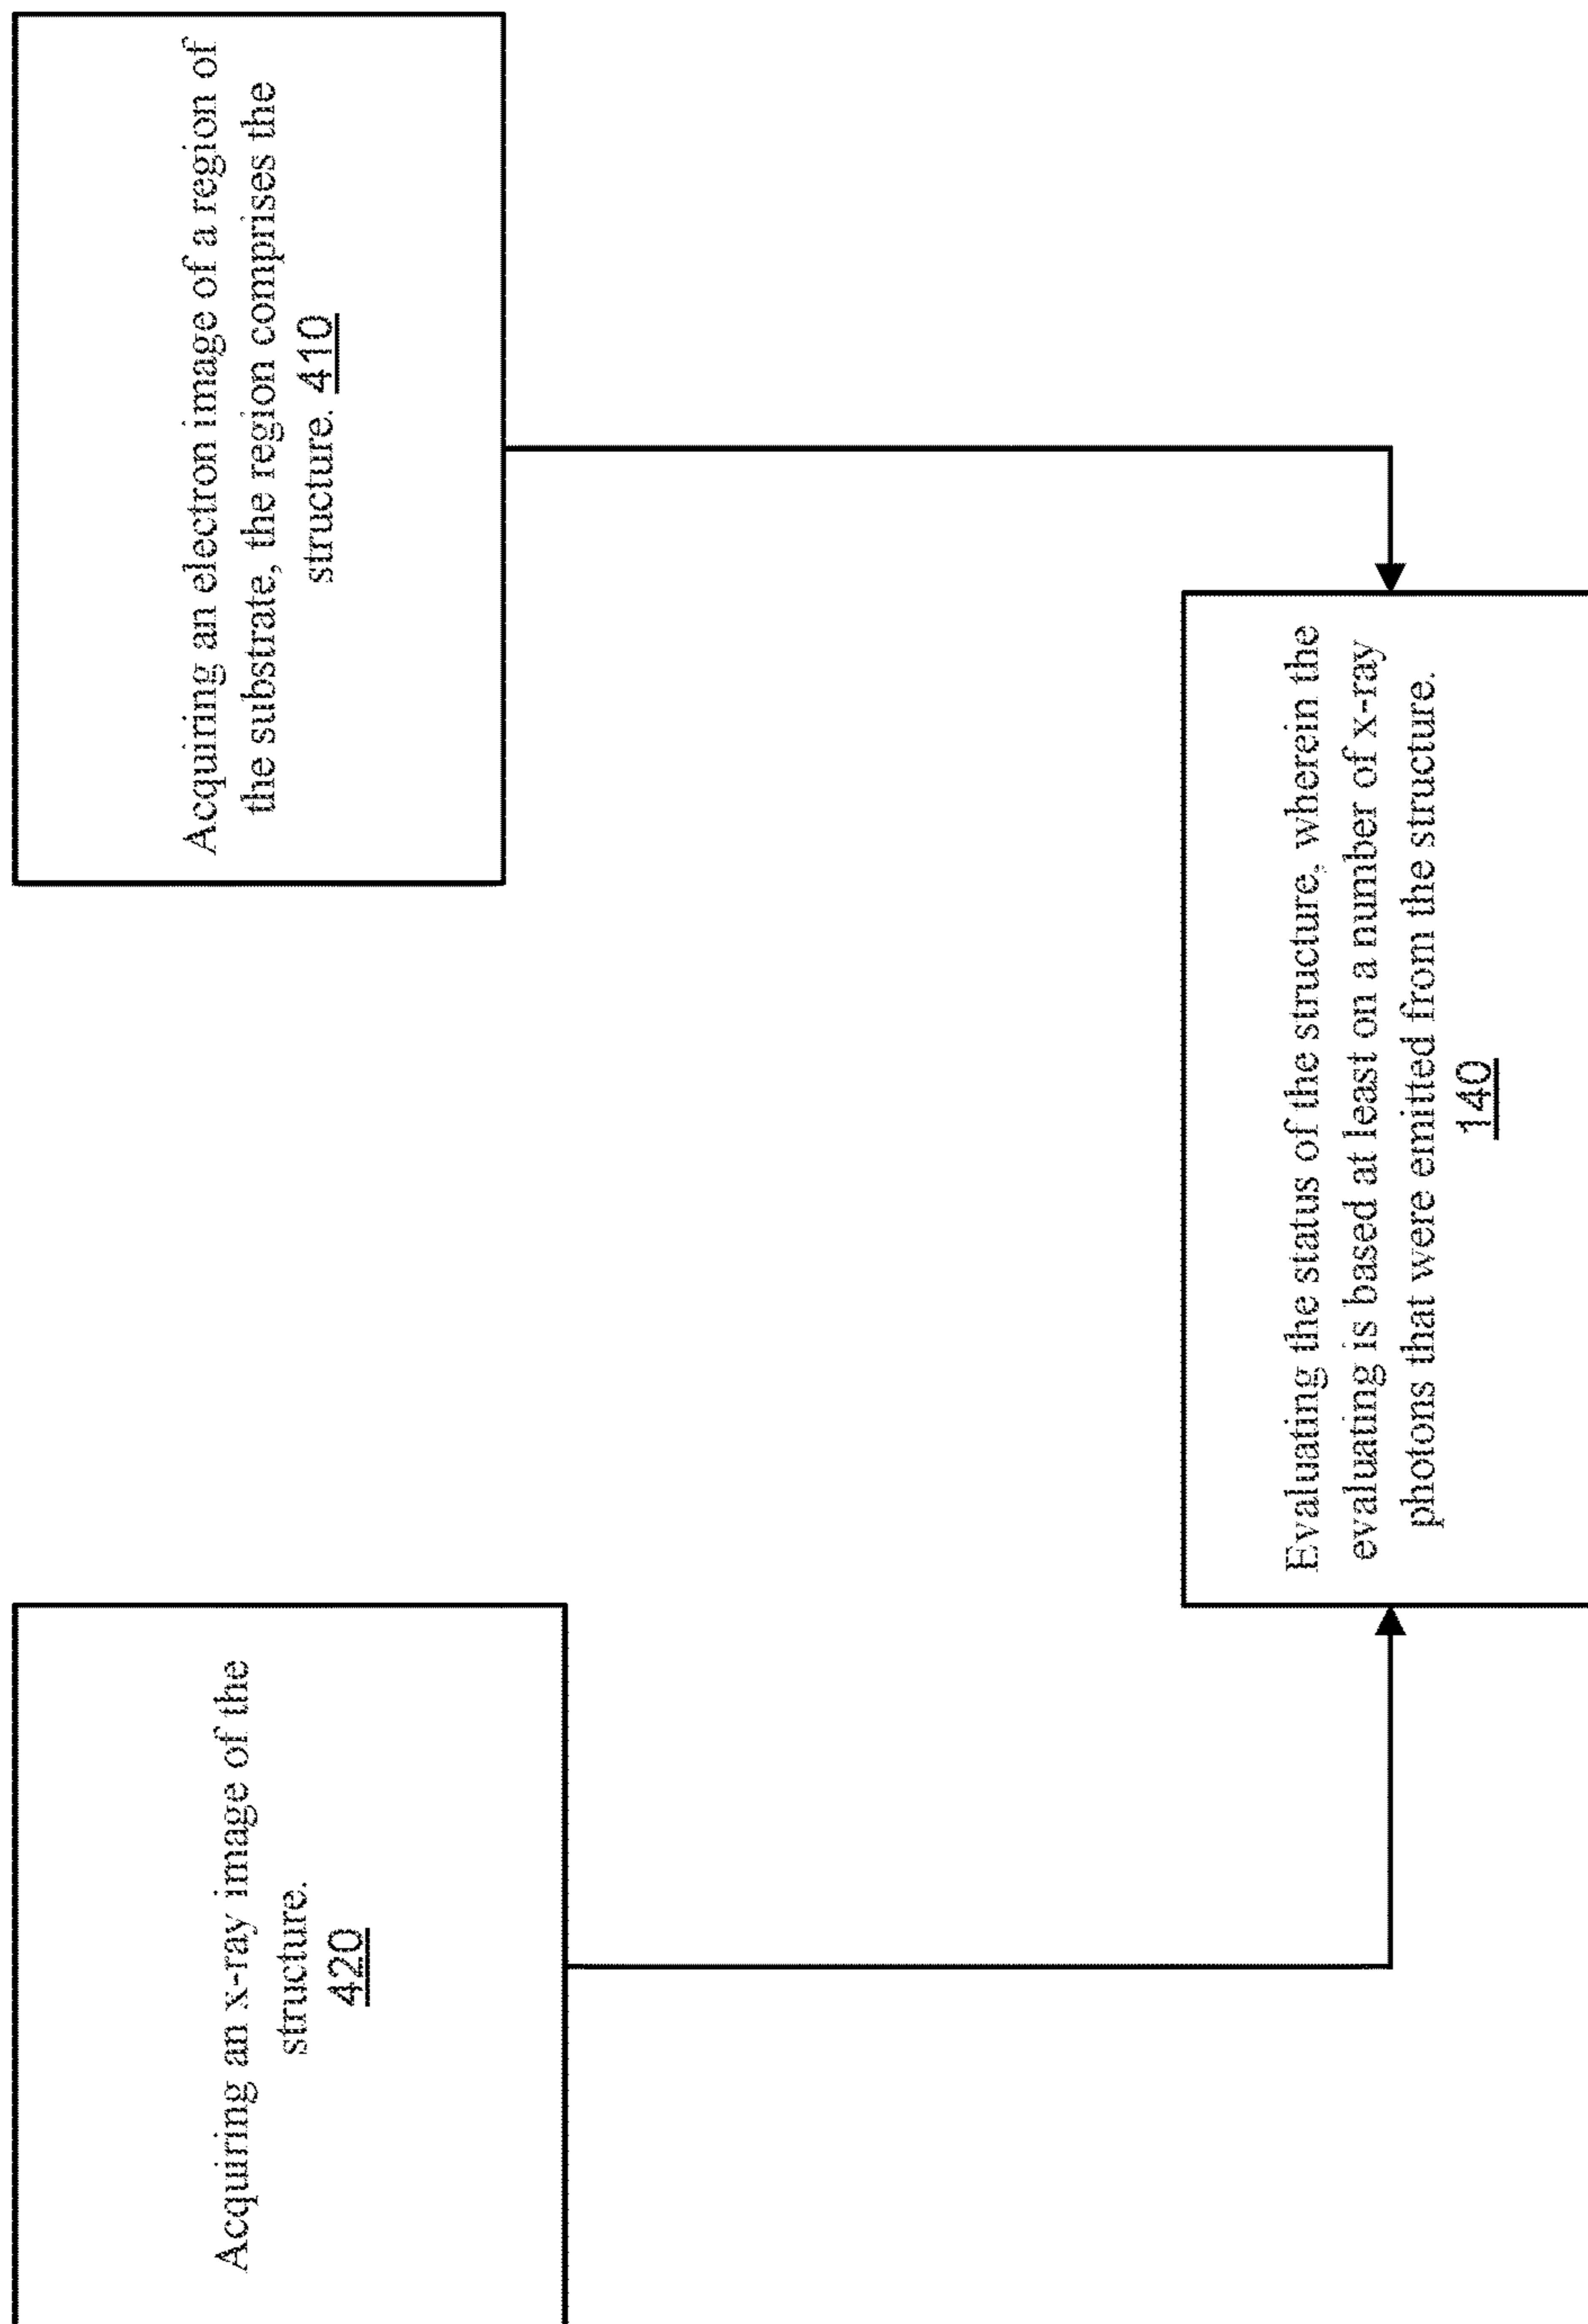 Acquiring an x-ray image of the
structure.
420
Acquiring an electron image of a region of
the substrate, the region comprises the
structure. 410
Evaluating the status of the structure, wherein the
evaluating is based at least on a number of x-ray
photons that were emitted from the structure.
140